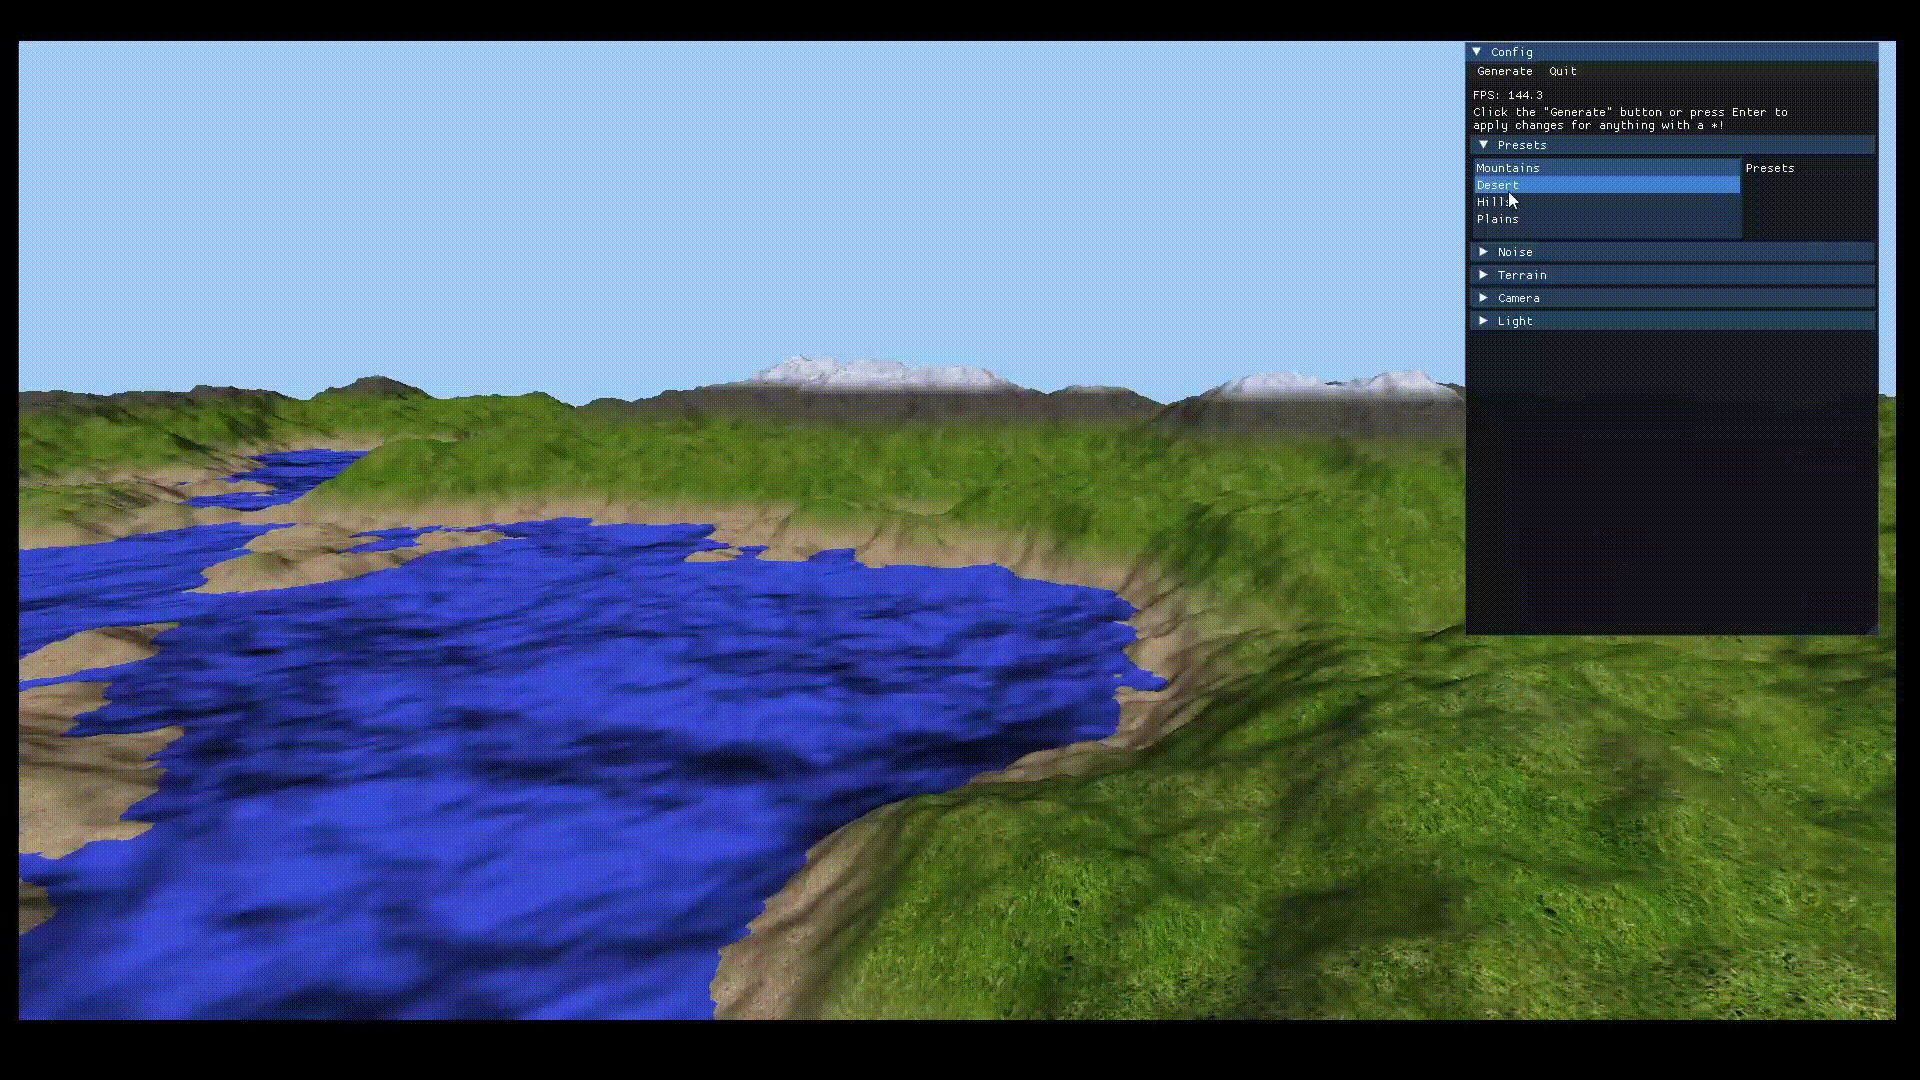 Config
Generate Quit
FPS: 144.3
Click the "Generate" button or press Enter to
apply changes for anything with a *!
Presets
Mountains Presets
Desert
Hills
Plains
Noise
Terrain
Camera
Light